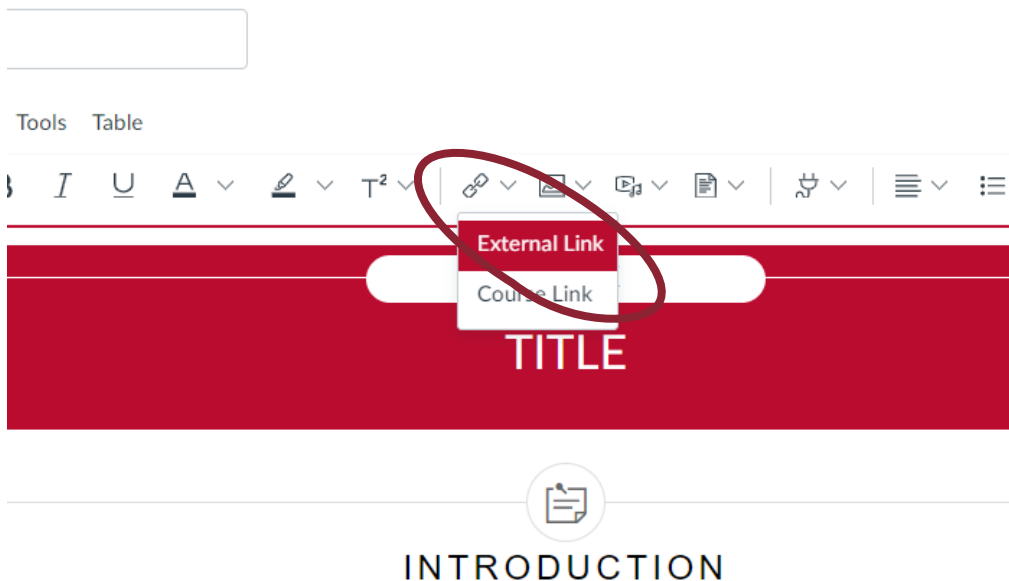 Tools Table
I U A T²
External Link
Course Link
TITLE
INTRODUCTION